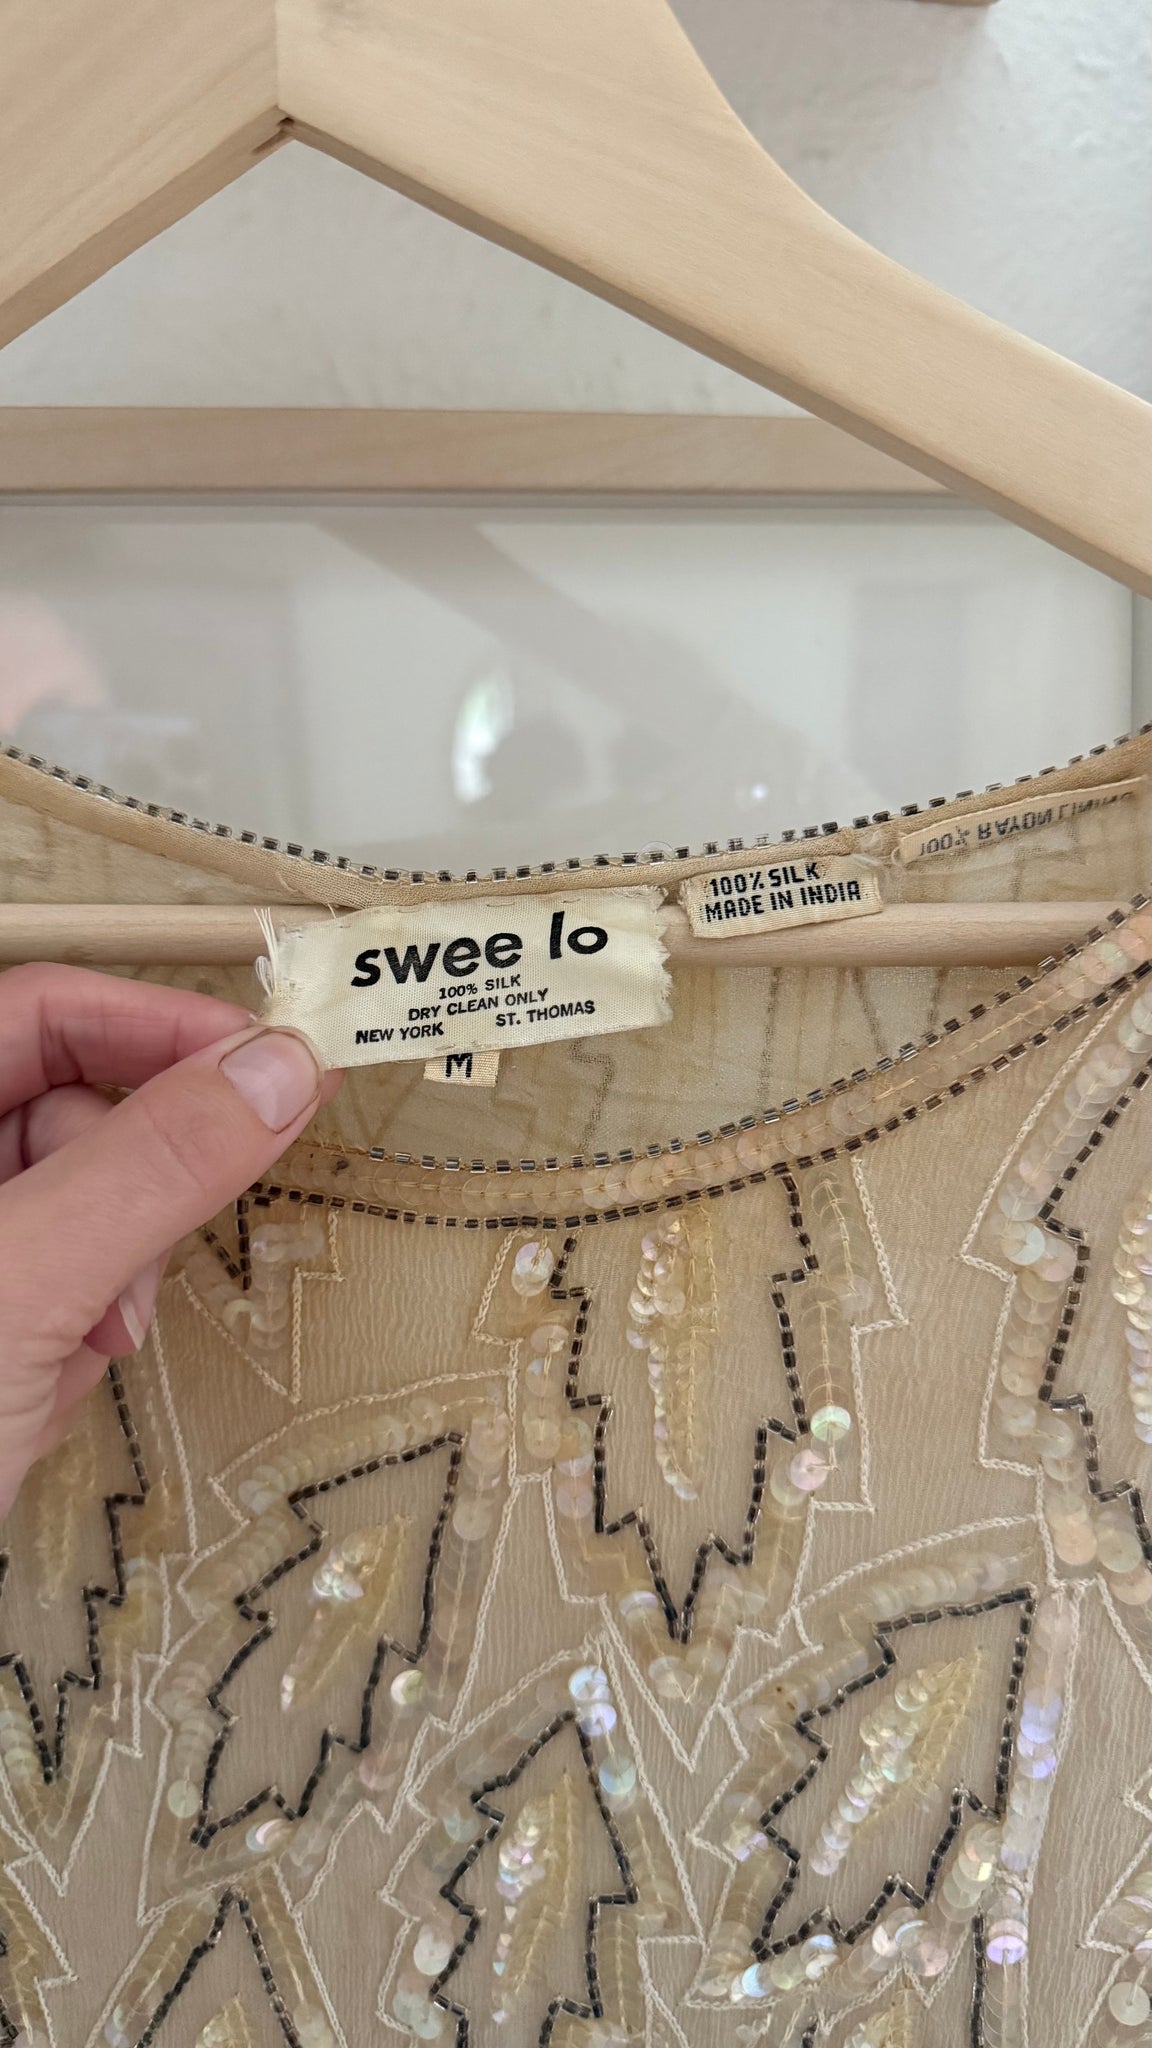 swee lo
100% SILK
DRY CLEAN ONLY
NEW YORK ST. THOMAS
M
100% SILK
MADE IN INDIA
100% RAYON LINING